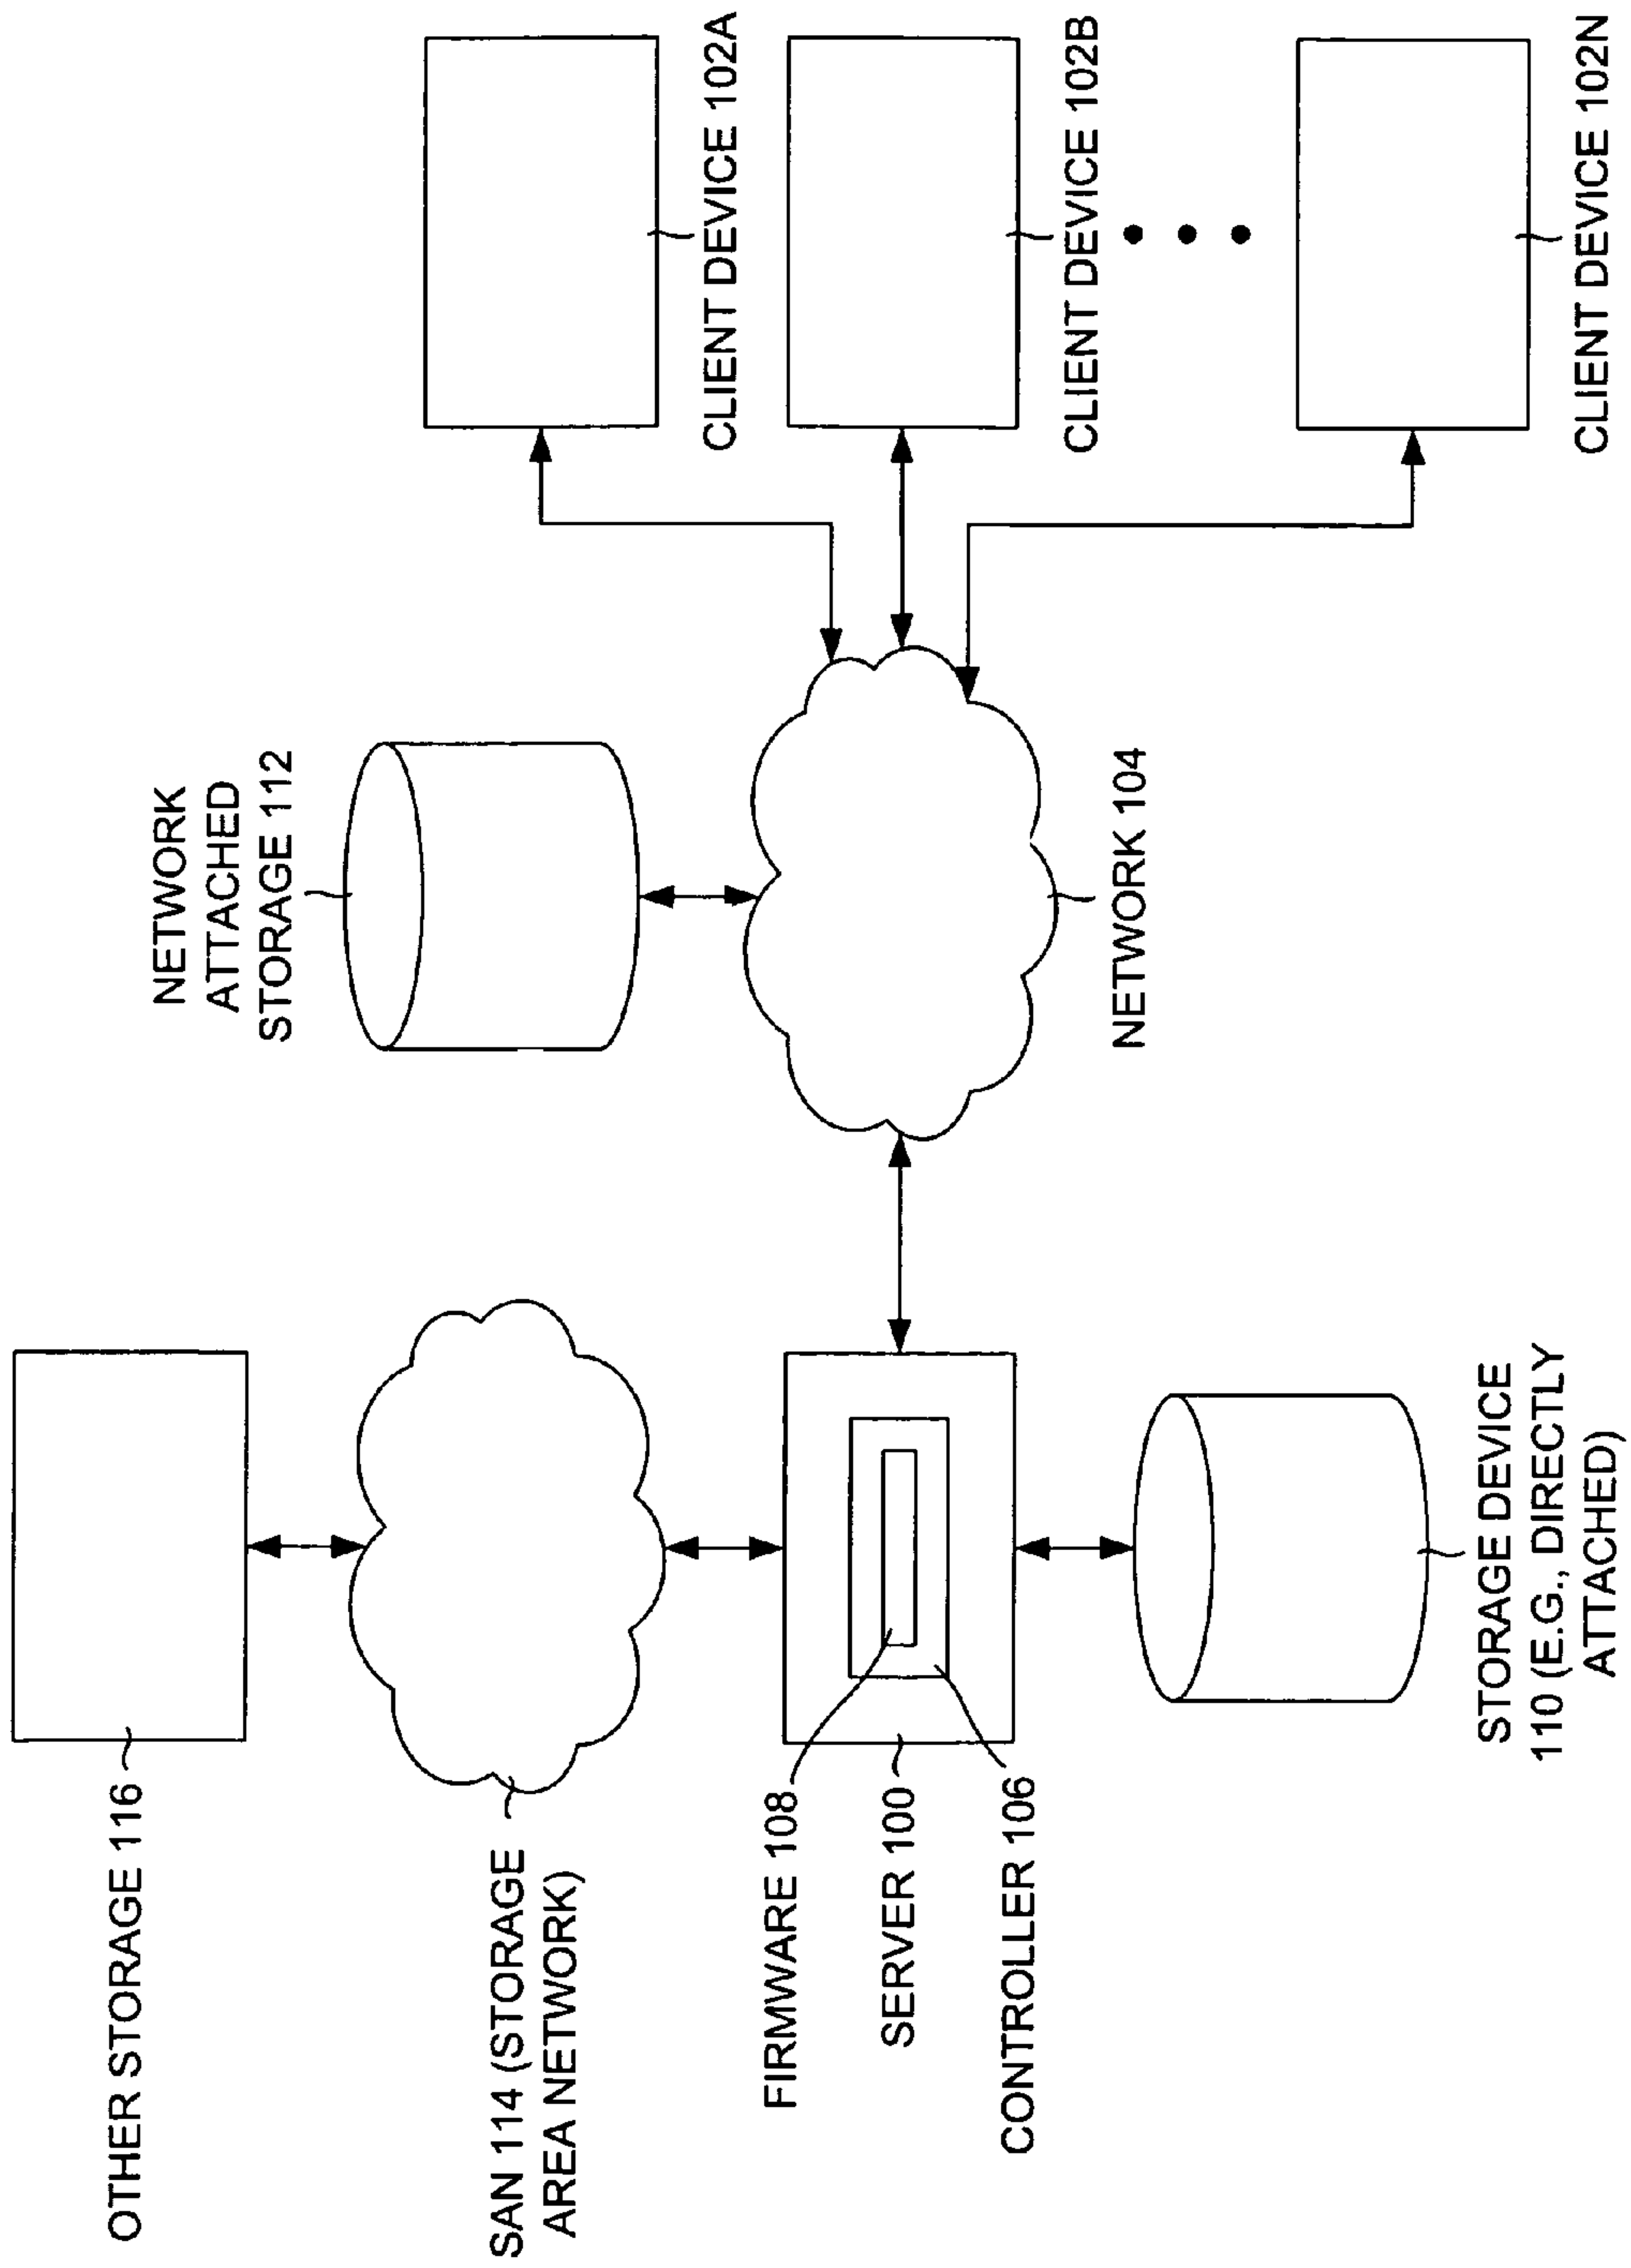 OTHER STORAGE 116
SAN 114 (STORAGE
AREA NETWORK)
FIRMWARE 108
SERVER 100
CONTROLLER 106
STORAGE DEVICE
110 (E.G., DIRECTLY
ATTACHED)
NETWORK
ATTACHED
STORAGE 112
NETWORK 104
CLIENT DEVICE 102A
CLIENT DEVICE 102B
CLIENT DEVICE 102N